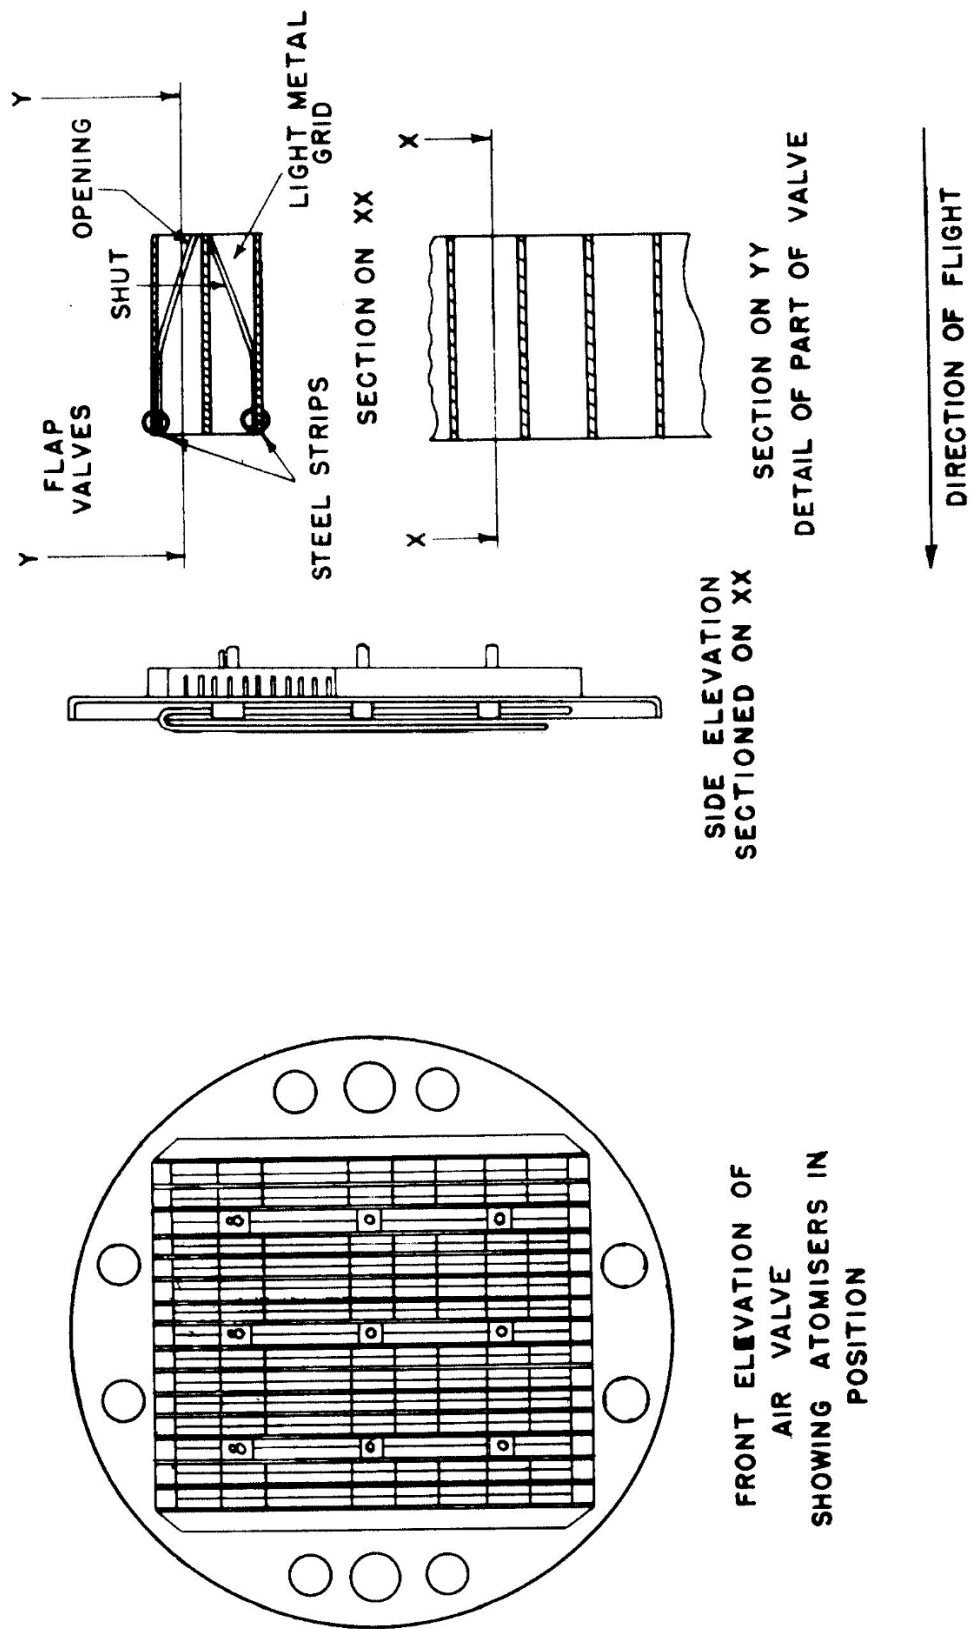 FRONT ELEVATION OF
AIR VALVE
SHOWING ATOMISERS IN
POSITION
SIDE ELEVATION
SECTIONED ON XX
Y
Y
FLAP
VALVES
SHUT
OPENING
STEEL STRIPS
LIGHT METAL
GRID
SECTION ON XX
X
X
SECTION ON YY
DETAIL OF PART OF VALVE
DIRECTION OF FLIGHT